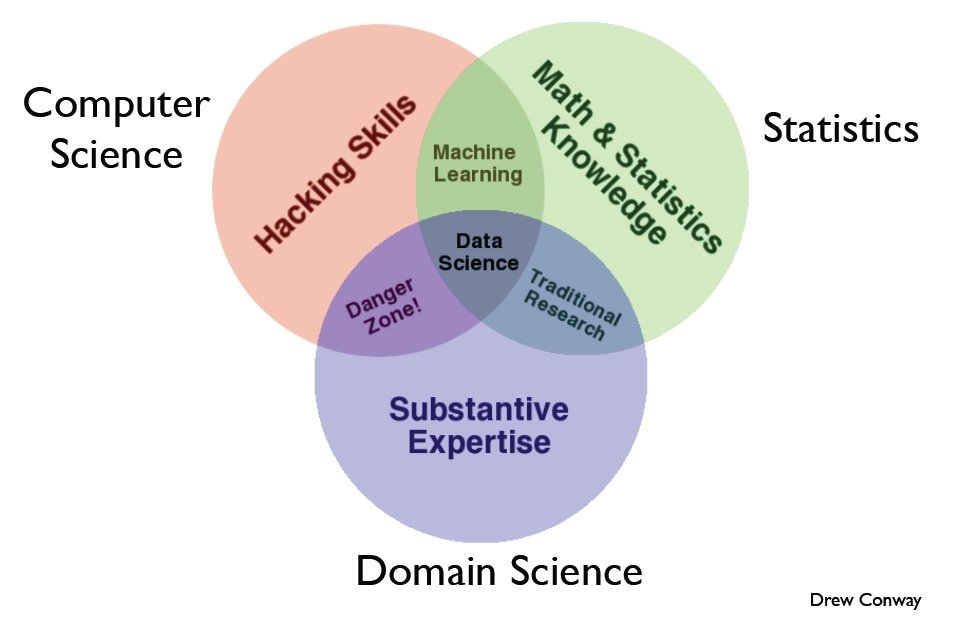 Computer
Science
Hacking Skills
Machine
Learning
Math & Statistics
Knowledge
Statistics
Data
Science
Danger
Zone!
Traditional
Research
Substantive
Expertise
Domain Science
Drew Conway